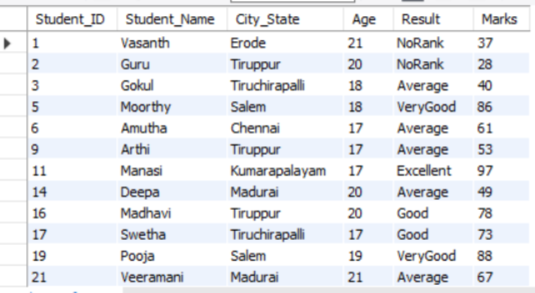 Student_ID Student_Name City_State Age Result Marks
1 Vasanth Erode 21 NoRank 37
2 Guru Tiruppur 20 NoRank 28
3 Gokul Tiruchirapalli 18 Average 40
5 Moorthy Salem 18 VeryGood 86
6 Amutha Chennai 17 Average 61
9 Arthi Tiruppur 17 Average 53
11 Manasi Kumarapalayam 17 Excellent 97
14 Deepa Madurai 20 Average 49
16 Madhavi Tiruppur 20 Good 78
17 Swetha Tiruchirapalli 17 Good 73
19 Pooja Salem 19 VeryGood 88
21 Veeramani Madurai 21 Average 67